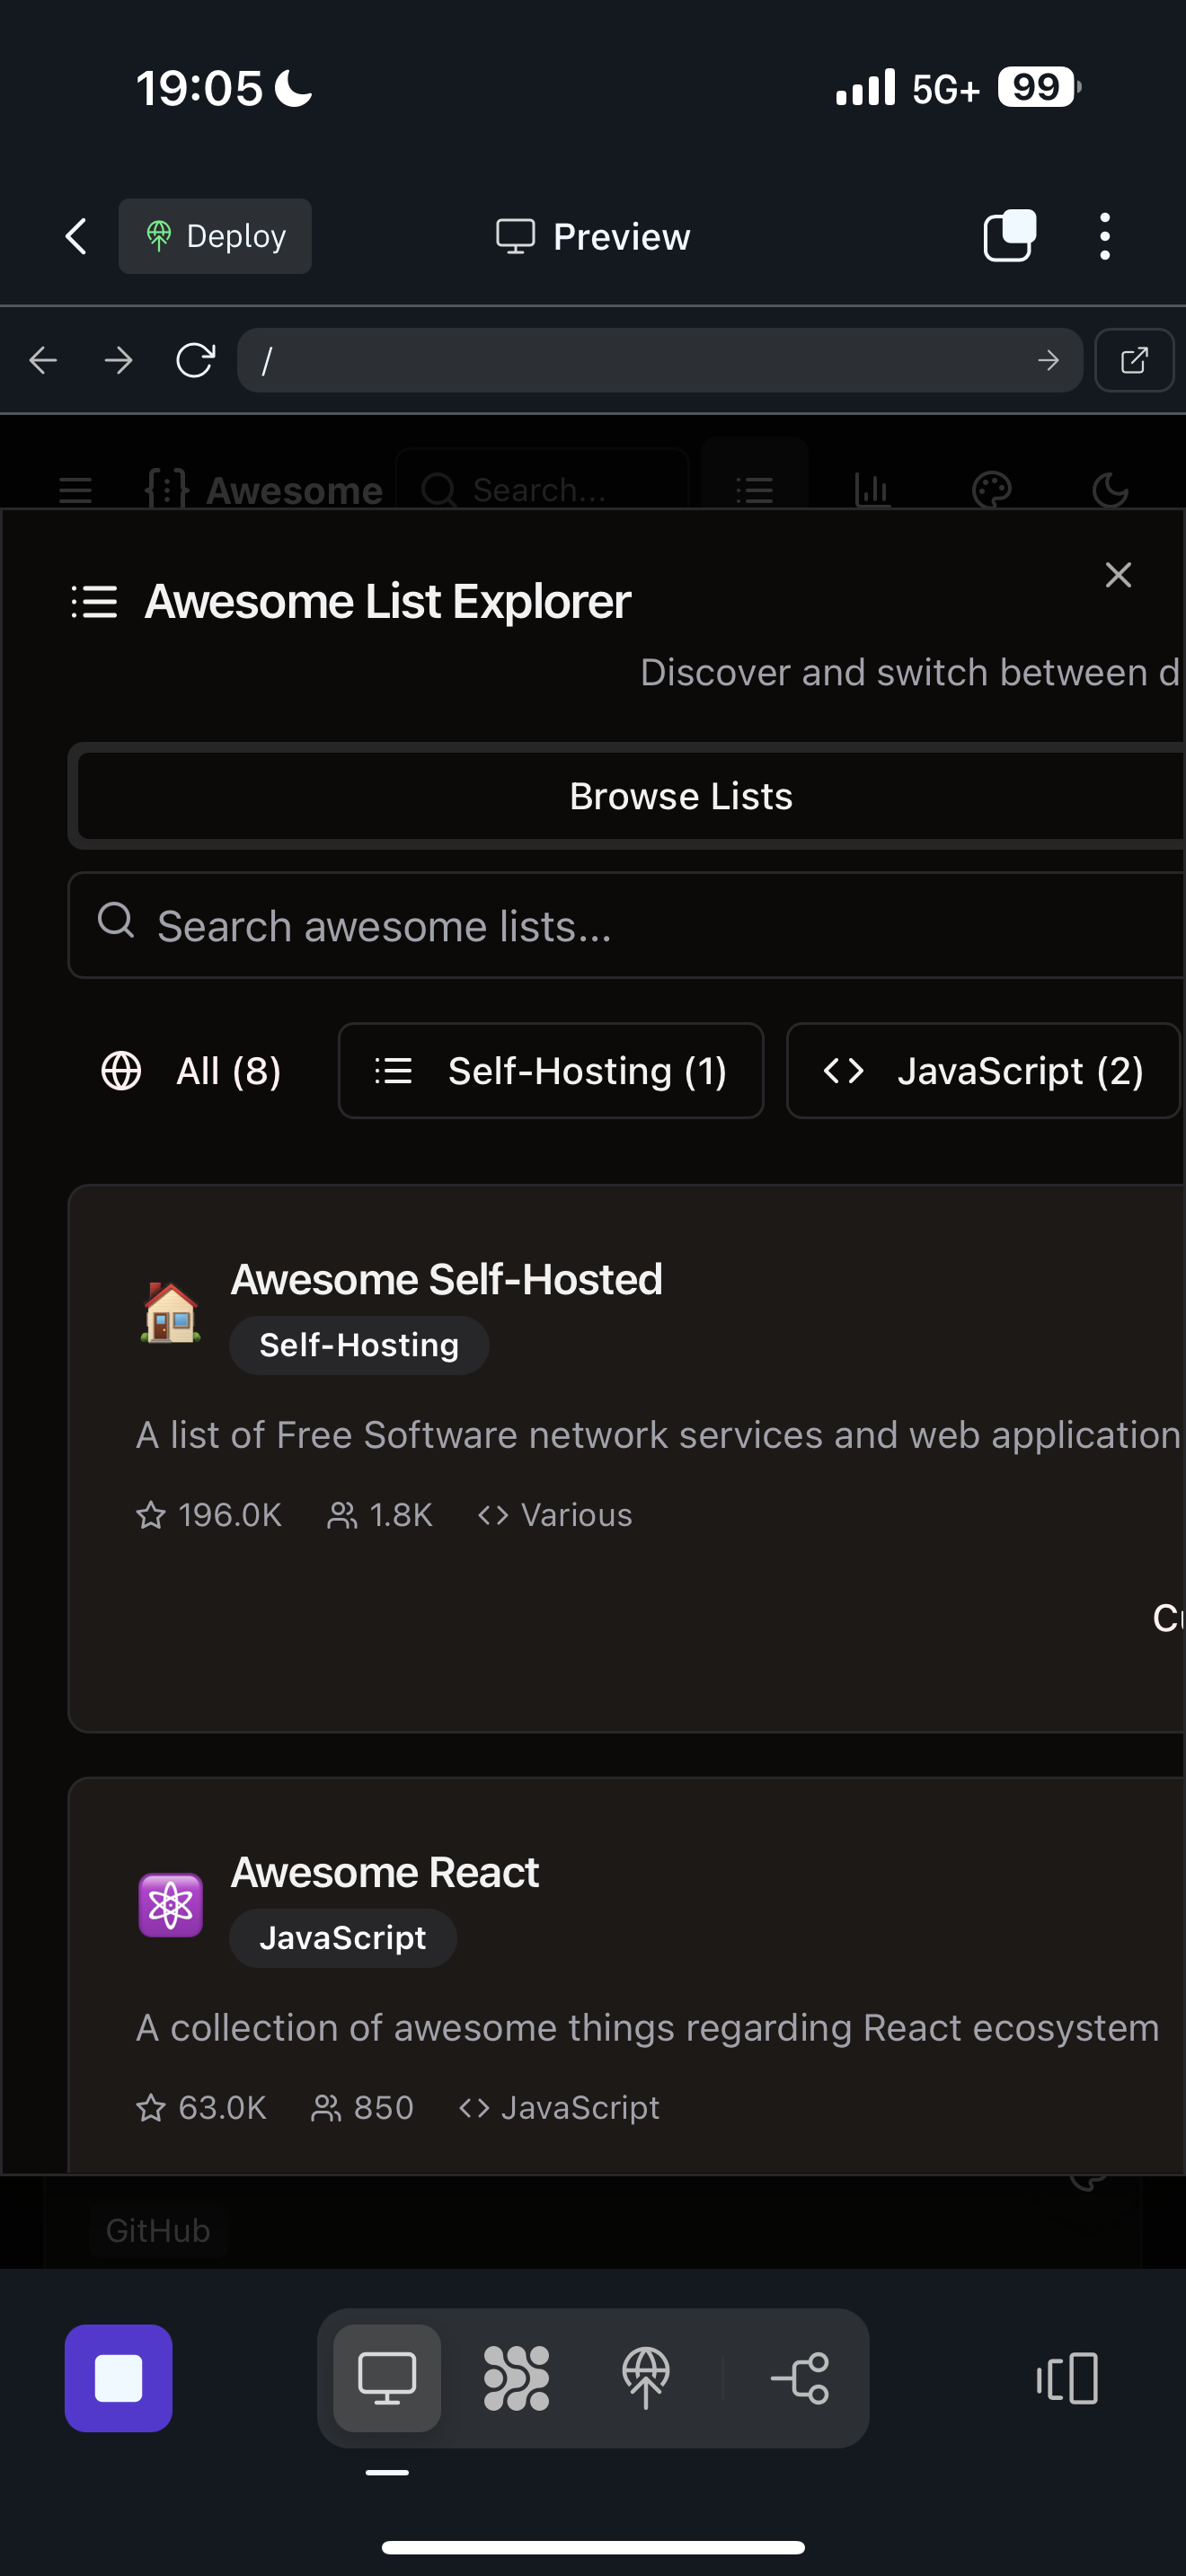 19:05 5G+ 99
Deploy Preview
/
Awesome Search...
Awesome List Explorer
Discover and switch between d
Browse Lists
Search awesome lists...
All (8) Self-Hosting (1) JavaScript (2)
Awesome Self-Hosted
Self-Hosting
A list of Free Software network services and web application
196.0K 1.8K Various
Cu
Awesome React
JavaScript
A collection of awesome things regarding React ecosystem
63.0K 850 JavaScript
GitHub